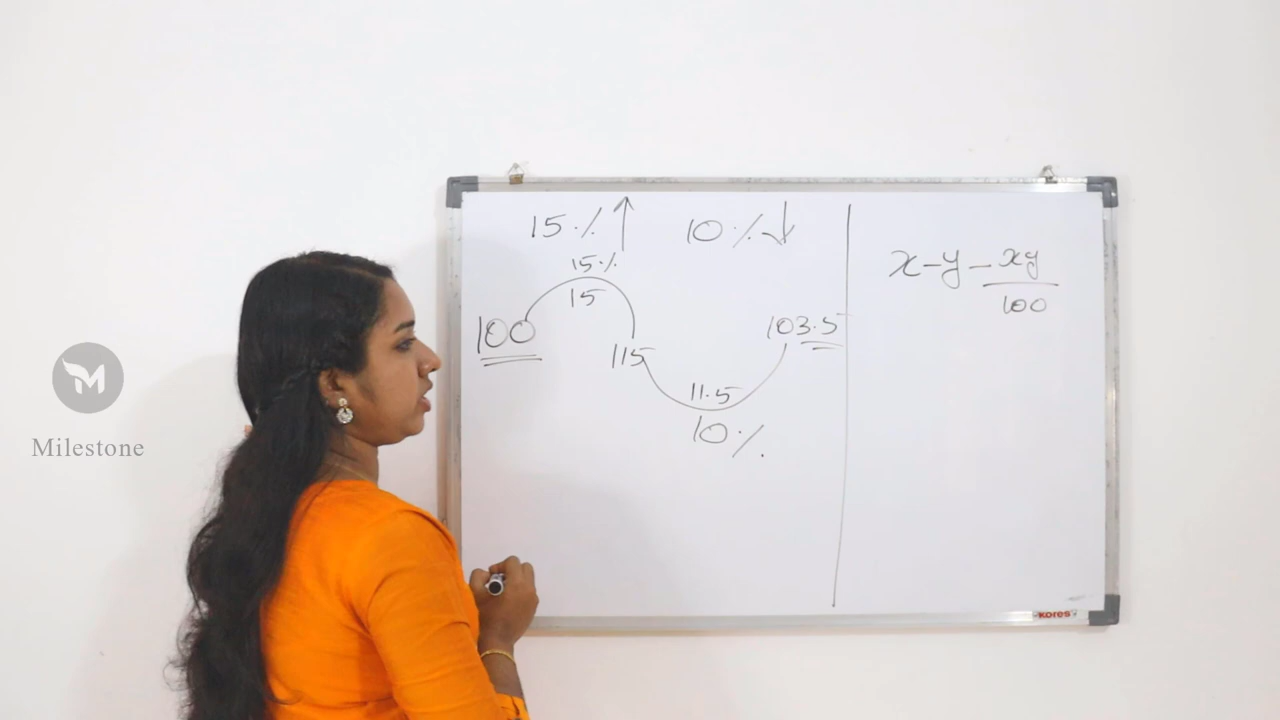 15·/. ↑ 10·/. ↓
15·/.
15
100
115
103.5
11.5
10·/.
x-y-xy/100
Milestone
kores